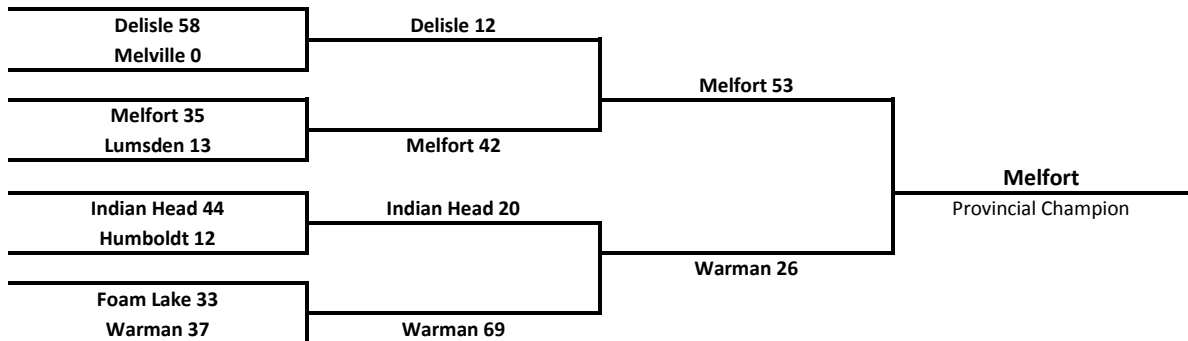 Delisle 58
Melville 0
Melfort 35
Lumsden 13
Indian Head 44
Humboldt 12
Foam Lake 33
Warman 37
Delisle 12
Melfort 42
Indian Head 20
Warman 69
Melfort 53
Warman 26
Melfort
Provincial Champion